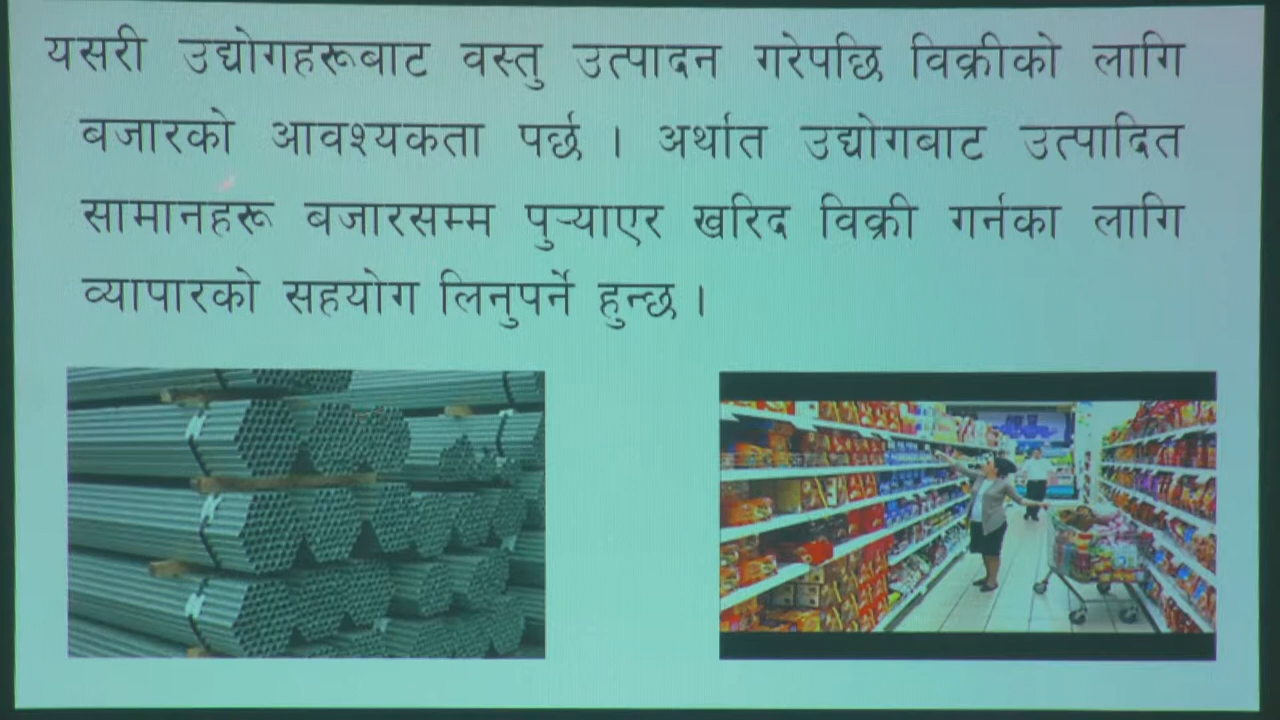 यसरी उद्योगहरूबाट वस्तु उत्पादन गरेपछि विक्रीको लागि
बजारको आवश्यकता पर्छ । अर्थात उद्योगबाट उत्पादित
सामानहरू बजारसम्म पुऱ्याएर खरिद विक्री गर्नका लागि
व्यापारको सहयोग लिनुपर्ने हुन्छ ।